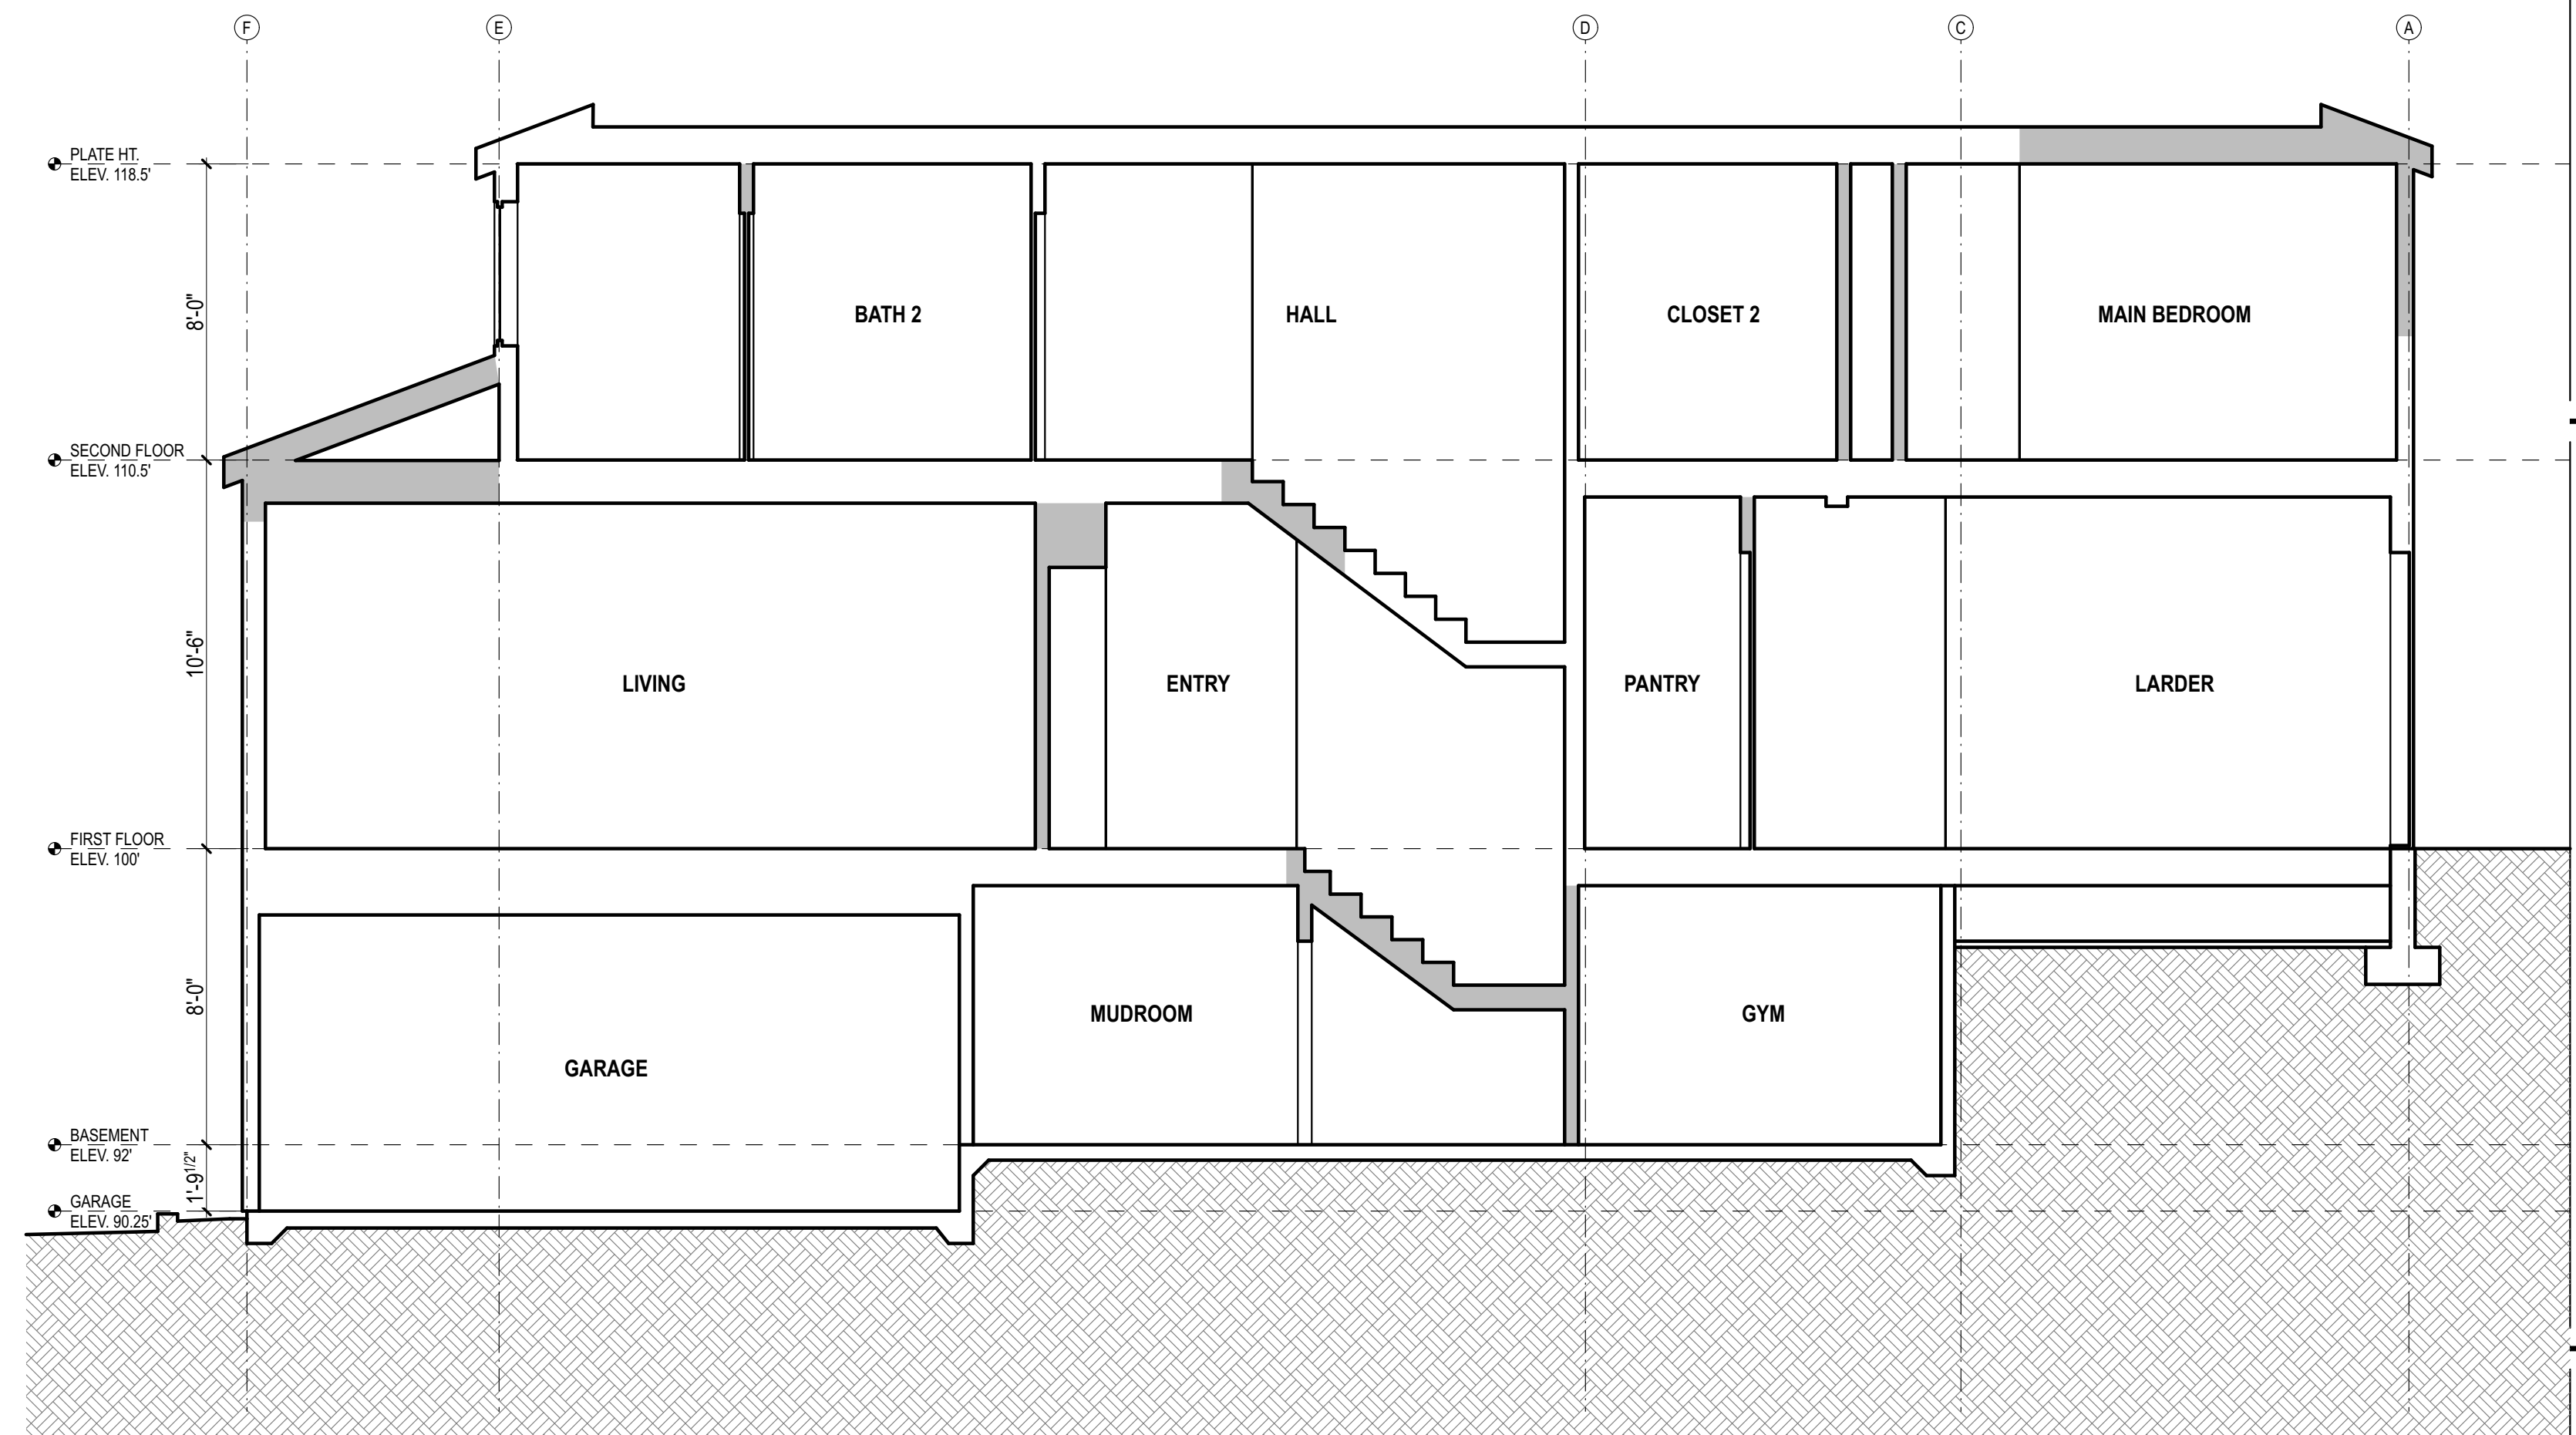 F E D C A
PLATE HT.
ELEV. 118.5'
8'-0"
BATH 2
HALL
CLOSET 2
MAIN BEDROOM
SECOND FLOOR
ELEV. 110.5'
10'-6"
LIVING
ENTRY
PANTRY
LARDER
FIRST FLOOR
ELEV. 100'
8'-0"
MUDROOM
GYM
GARAGE
BASEMENT
ELEV. 92'
1'-9 1/2"
GARAGE
ELEV. 90.25'